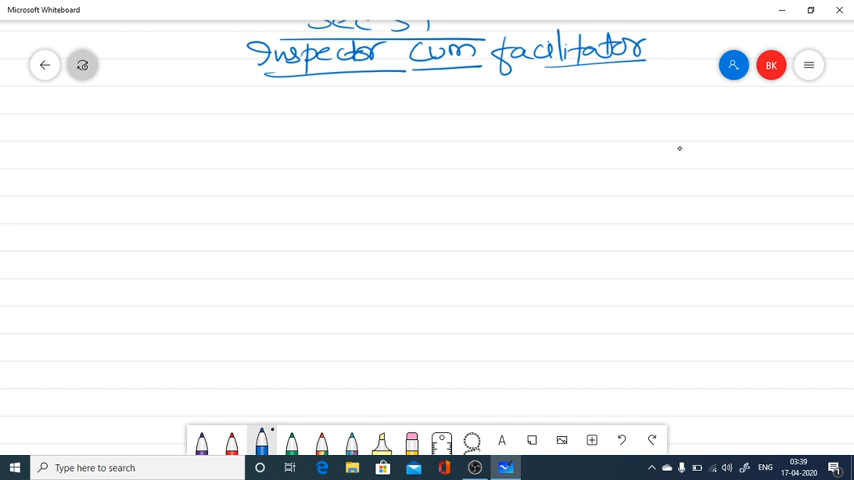 Microsoft Whiteboard
Inspector cum facilitator
BK
A
Type here to search
ENG
03:39
17-04-2020